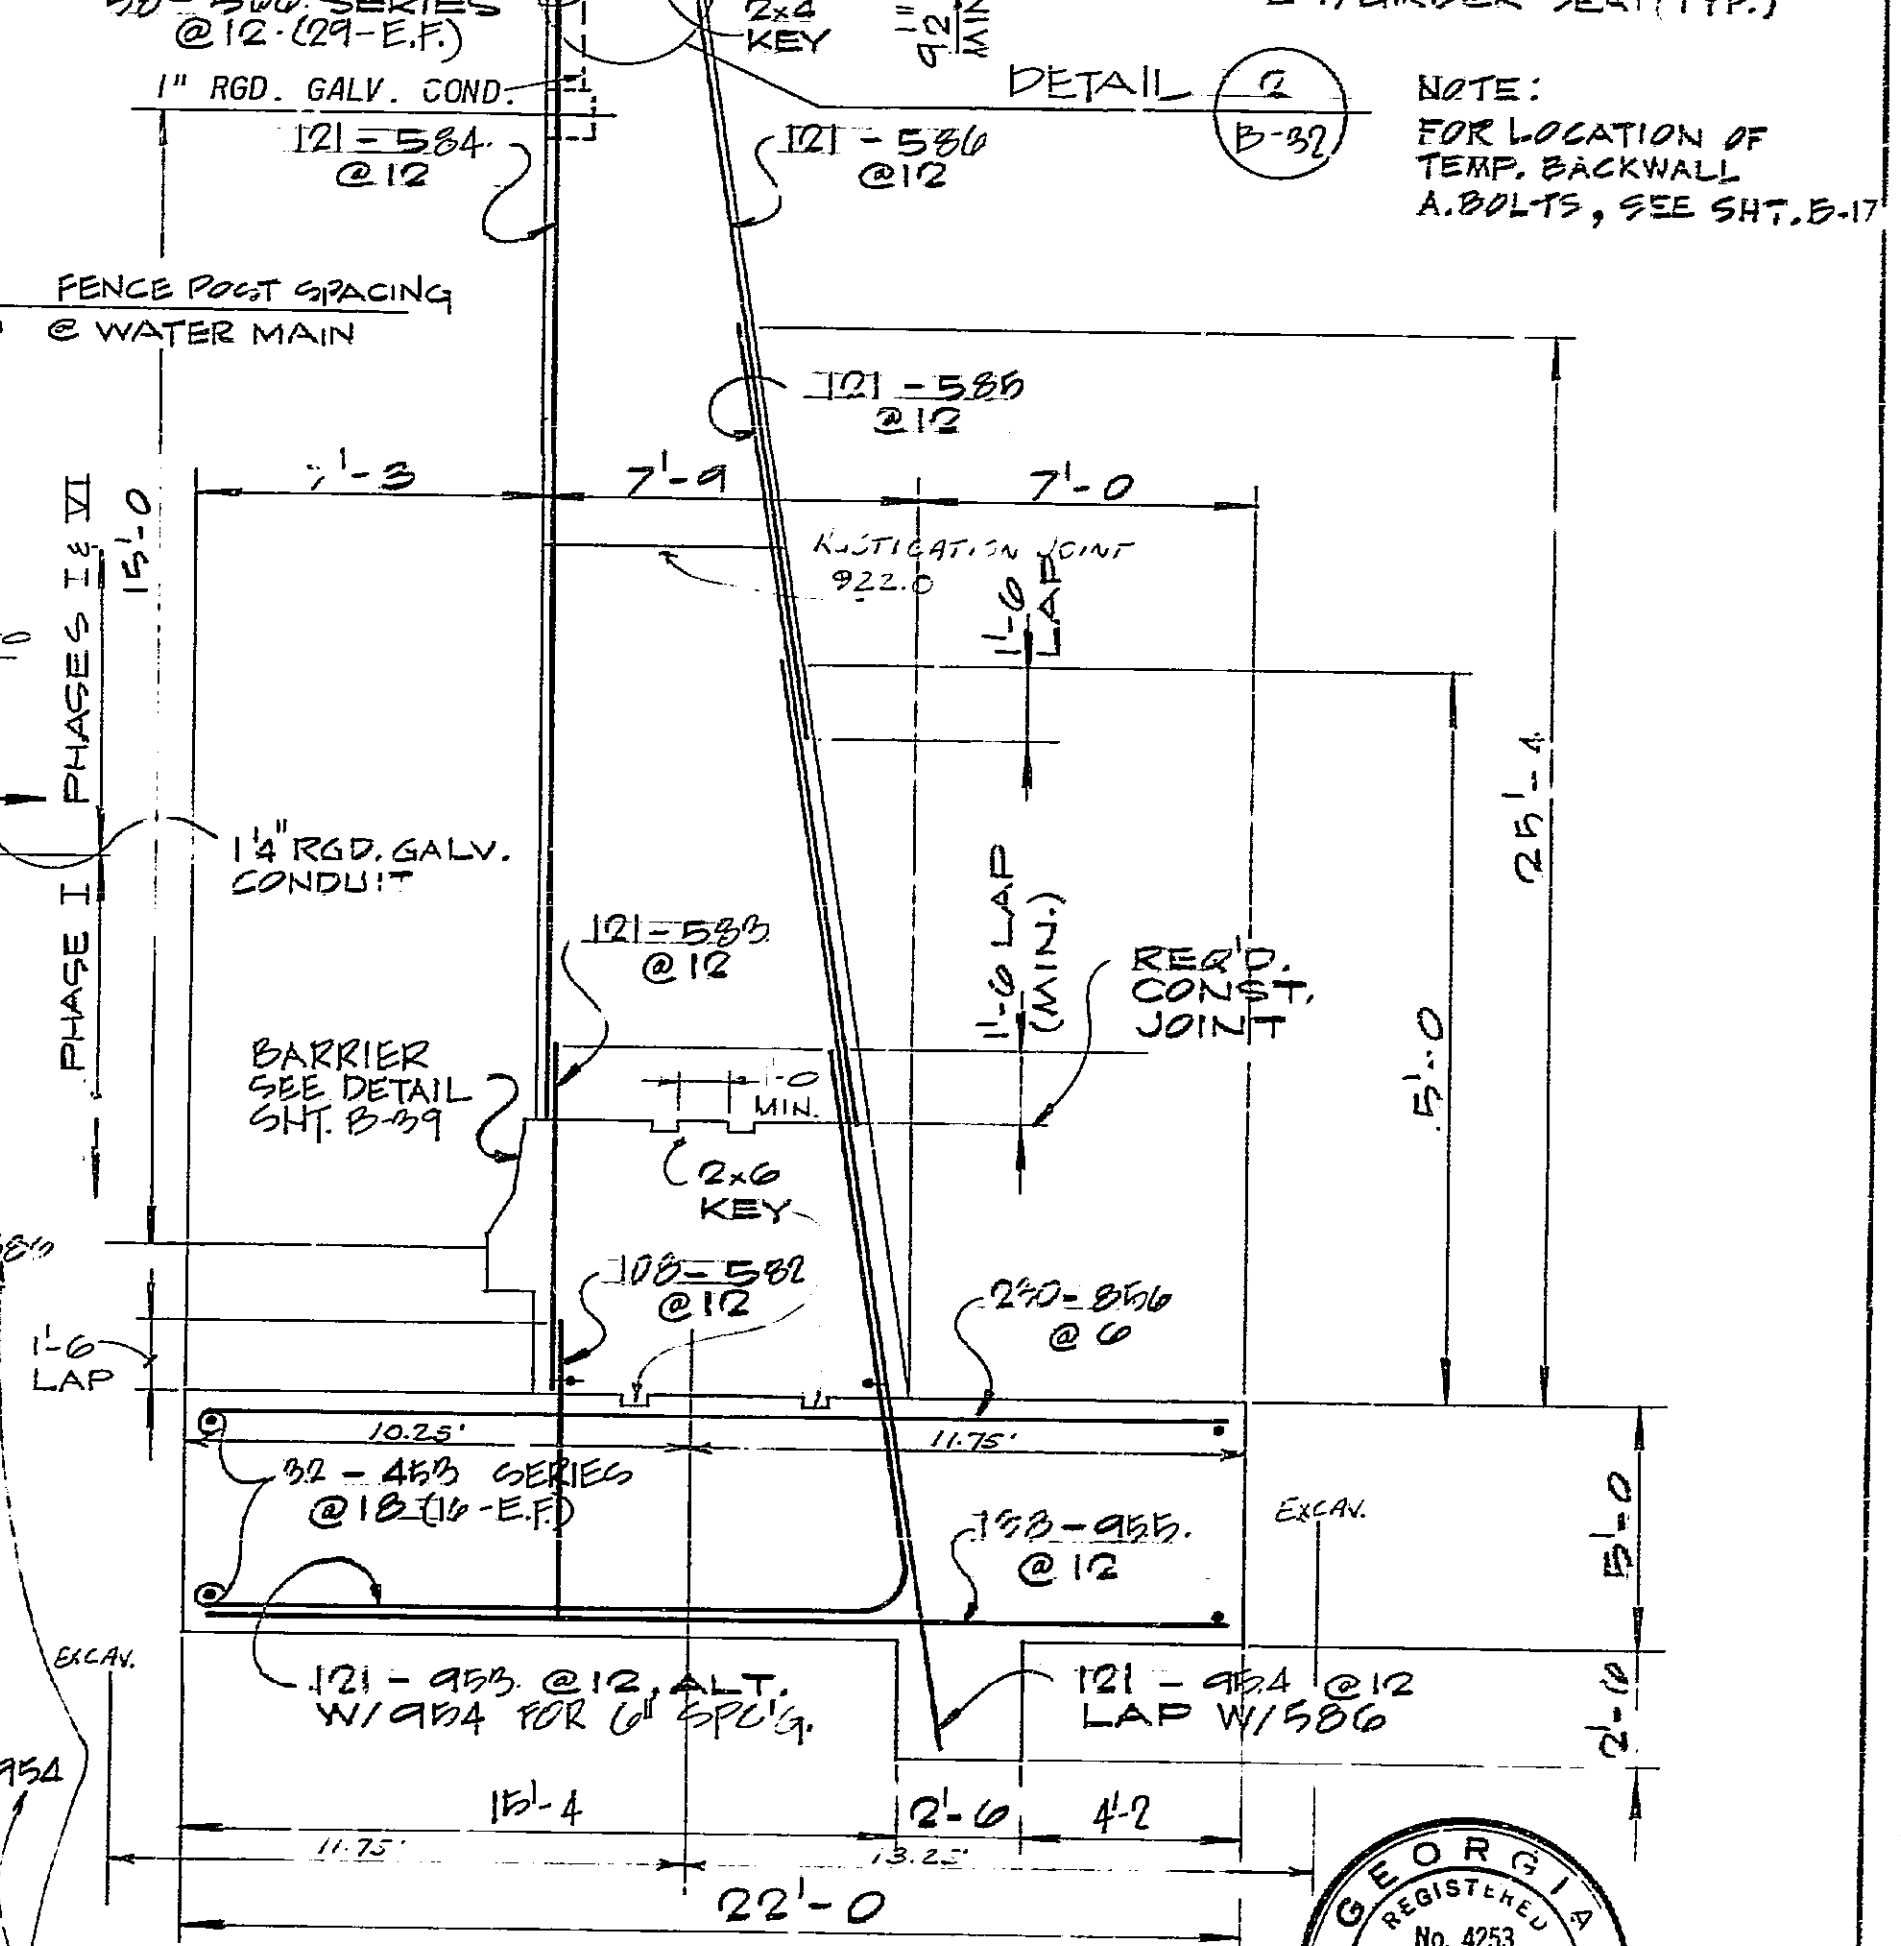 @12 (29-E.F.)
2x4
KEY
92"
MIN
1" RGD. GALV. COND.
DETAIL 2
B-32
NOTE:
FOR LOCATION OF
TEMP. BACKWALL
A.BOLTS, SEE SHT. B-17
121-584
@12
121-586
@12
FENCE POST SPACING
@ WATER MAIN
121-585
@12
7'-9
7'-0
RUSTICATION JOINT
922.0
PHASES I & VI
15'-0
1'-6
LAP
25'-4
PHASE I
1¼" RGD. GALV.
CONDUIT
121-583
@12
1'-6 LAP
(MIN.)
REQ'D.
CONST.
JOINT
BARRIER
SEE DETAIL
SHT. B-39
1-0
MIN.
2x6
KEY
108-582
@12
@ 6
1'-6
LAP
10.25'
11.75'
32-453 SERIES
@18 (16-E.F.)
@12
EXCAV.
5'-0
EXCAV.
121-953 @12, ALT.
W/954 FOR 6" SPC'G.
121-954 @12
LAP W/586
2'-6
954
15'-4
2'-6
4'-2
11.75'
13.25'
22'-0
GEORGIA
REGISTERED
No. 4253